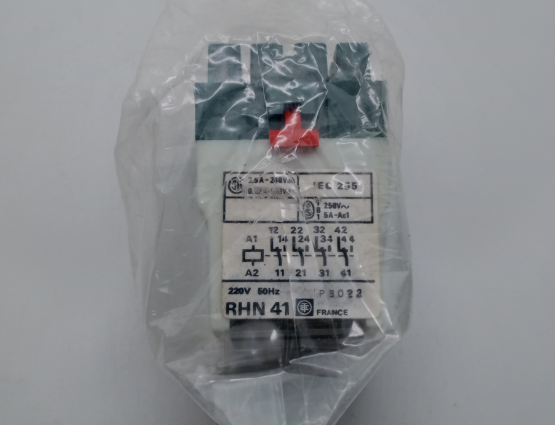 IEC 255
250V~
5A-Ac1
12 22 32 42
A1 14 24 34 44
A2 11 21 31 41
220V 50Hz P 8022
RHN 41 FRANCE